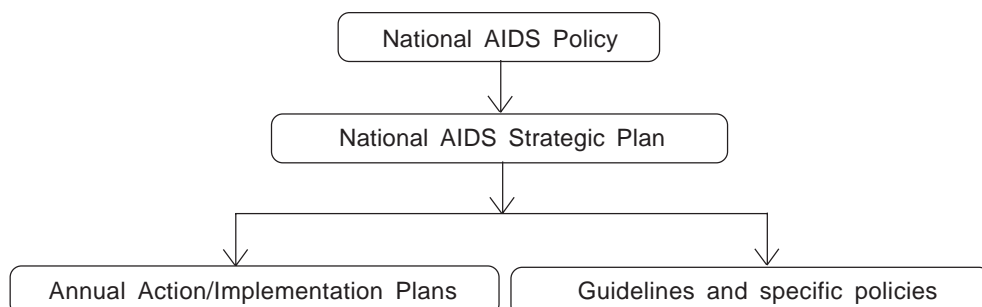 National AIDS Policy
National AIDS Strategic Plan
Annual Action/Implementation Plans
Guidelines and specific policies